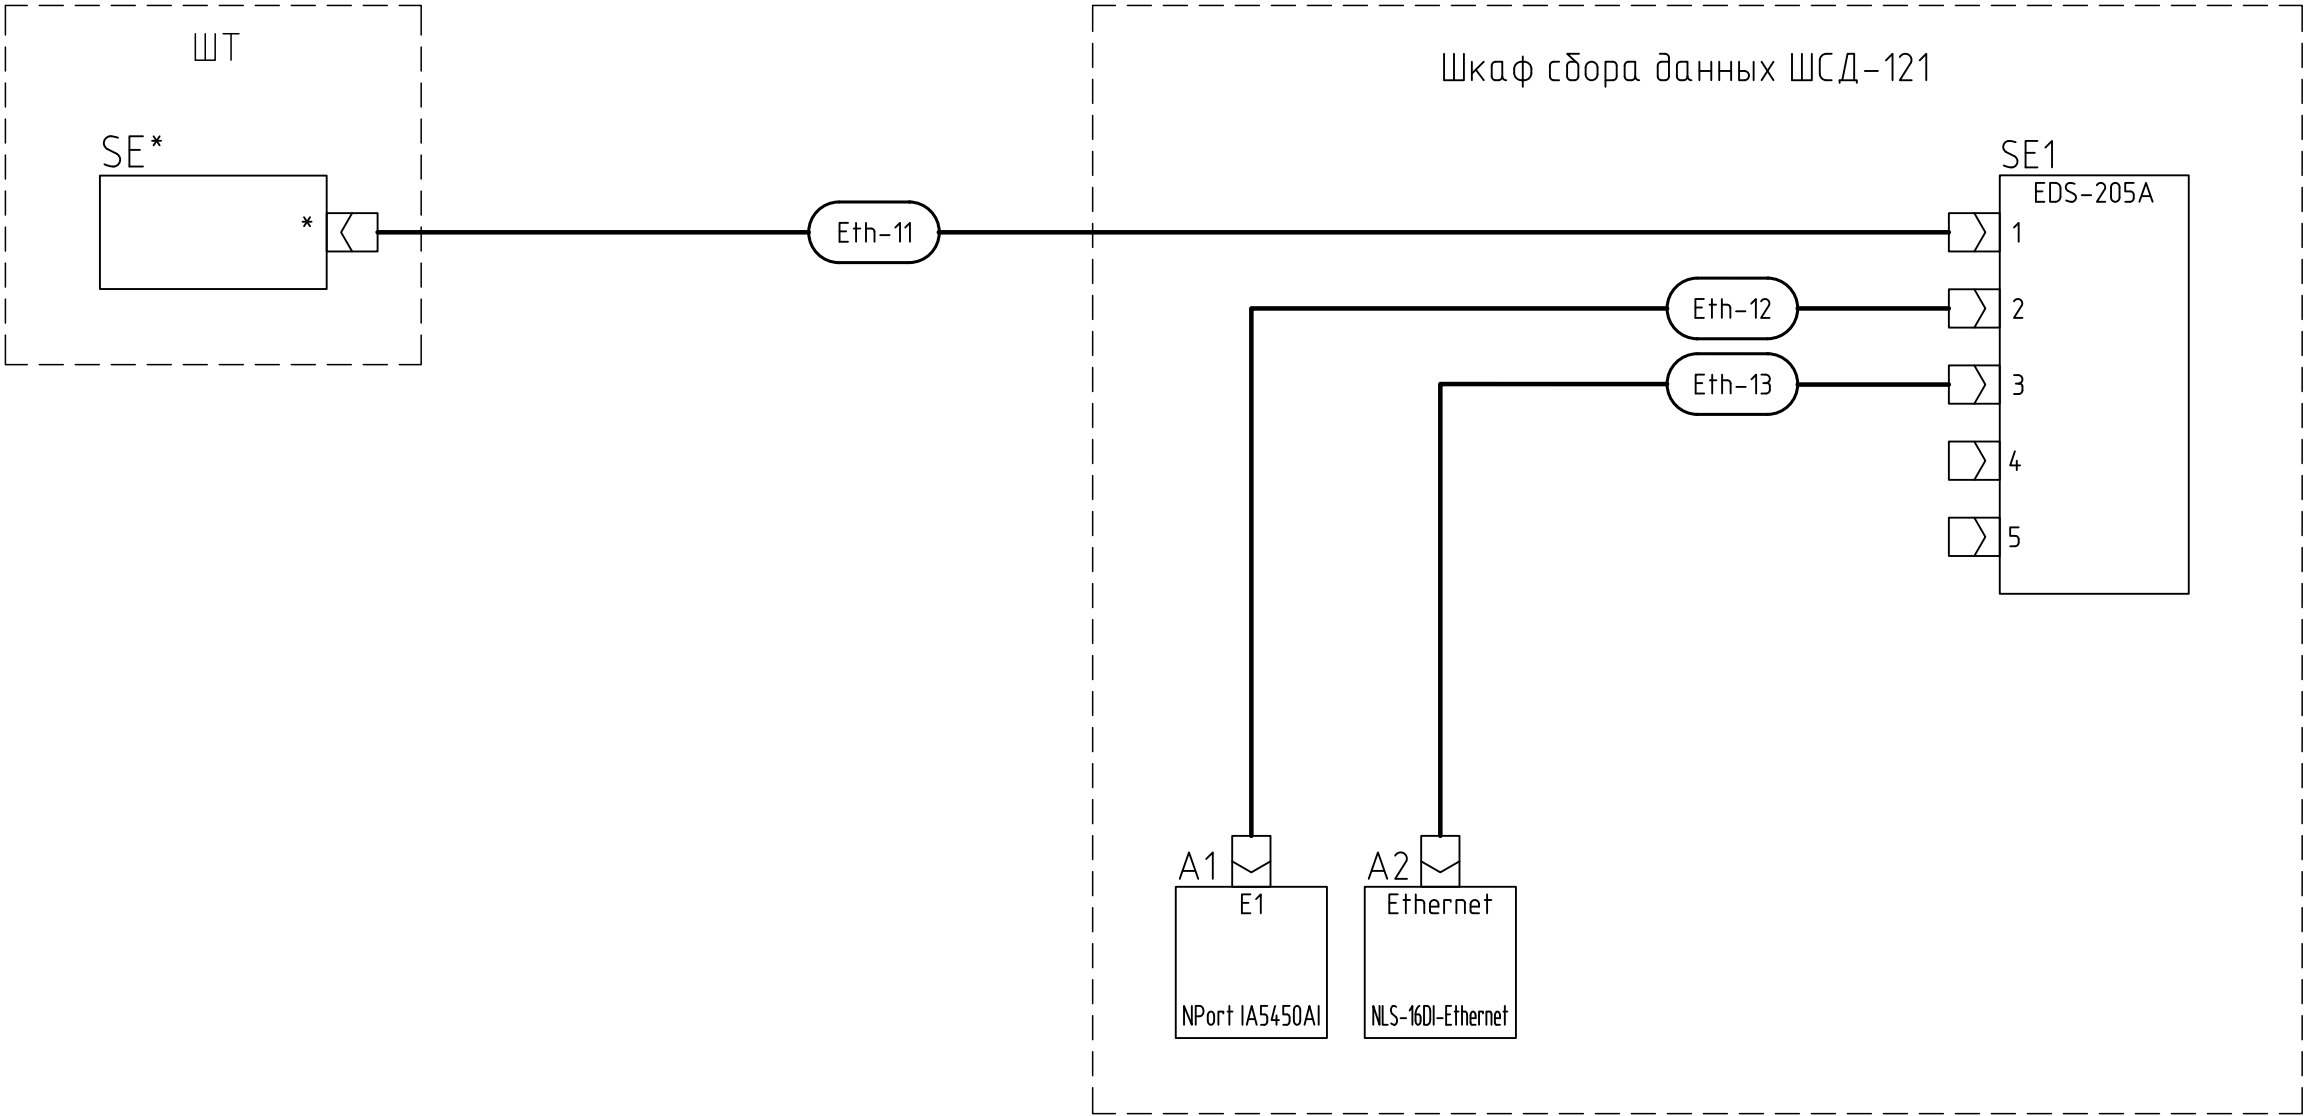 ШТ
Шкаф сбора данных ШСД-121
SE*
*
Eth-11
SE1
EDS-205A
1
Eth-12
2
Eth-13
3
4
5
A1
E1
NPort IA5450AI
A2
Ethernet
NLS-16DI-Ethernet